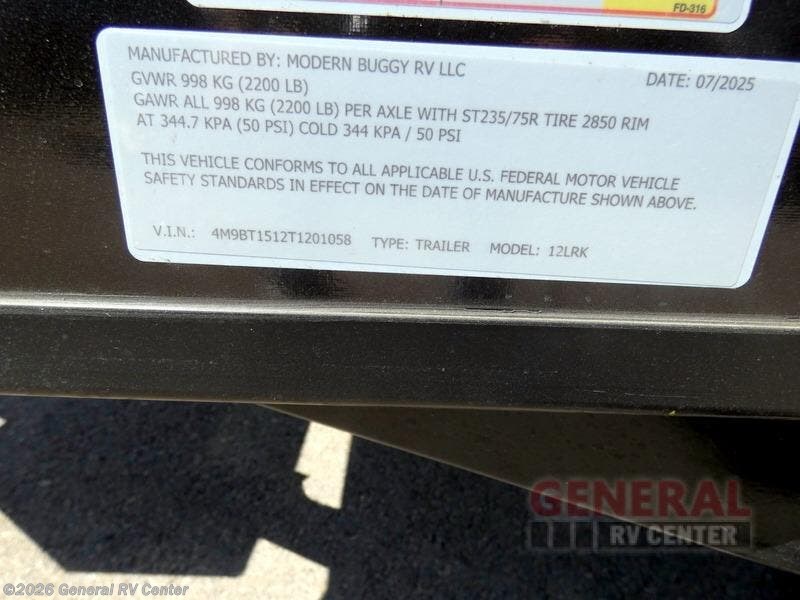 FD-316
MANUFACTURED BY: MODERN BUGGY RV LLC
DATE: 07/2025
GVWR 998 KG (2200 LB)
GAWR ALL 998 KG (2200 LB) PER AXLE WITH ST235/75R TIRE 2850 RIM
AT 344.7 KPA (50 PSI) COLD 344 KPA / 50 PSI
THIS VEHICLE CONFORMS TO ALL APPLICABLE U.S. FEDERAL MOTOR VEHICLE
SAFETY STANDARDS IN EFFECT ON THE DATE OF MANUFACTURE SHOWN ABOVE.
V.I.N.: 4M9BT1512T1201058 TYPE: TRAILER MODEL: 12LRK
GENERAL
RV CENTER
©2026 General RV Center